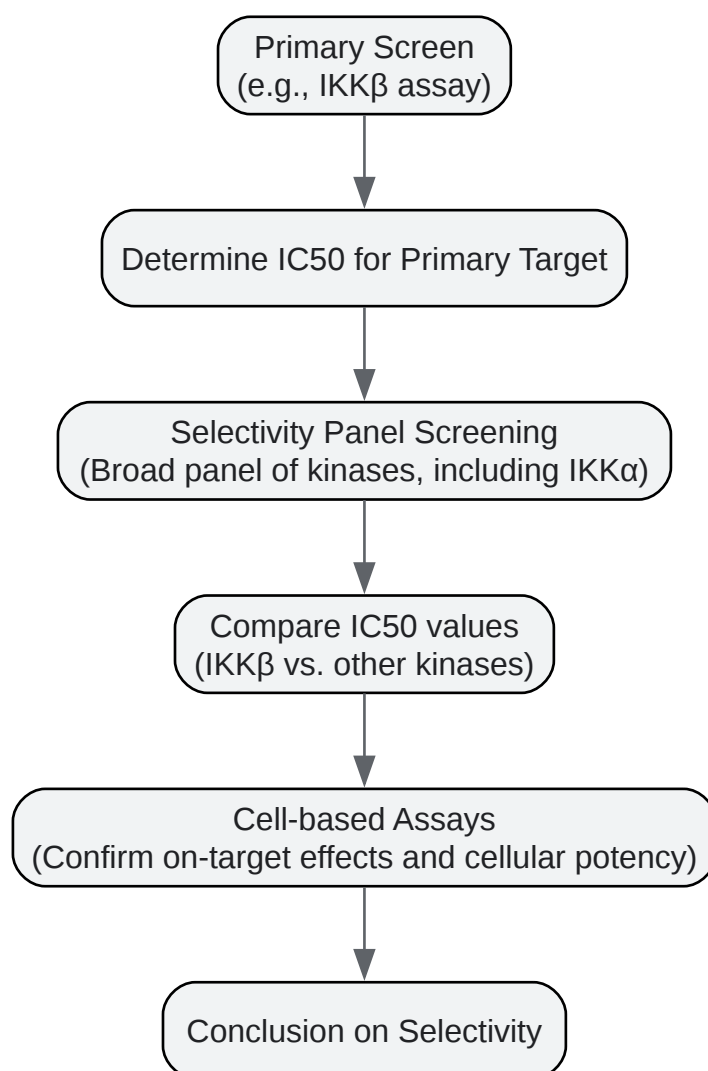 Primary Screen
(e.g., IKKβ assay)
Determine IC50 for Primary Target
Selectivity Panel Screening
(Broad panel of kinases, including IKKα)
Compare IC50 values
(IKKβ vs. other kinases)
Cell-based Assays
(Confirm on-target effects and cellular potency)
Conclusion on Selectivity